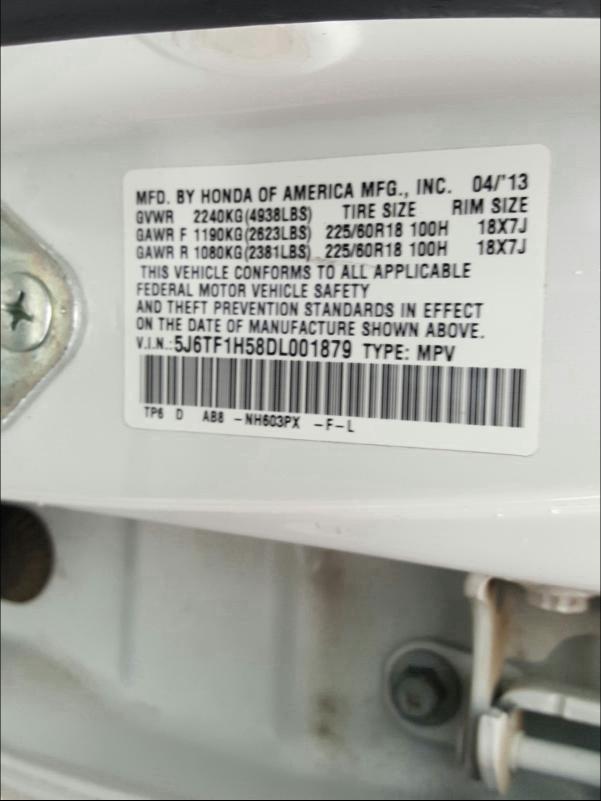 MFD. BY HONDA OF AMERICA MFG., INC. 04/'13
GVWR 2240KG(4938LBS) TIRE SIZE RIM SIZE
GAWR F 1190KG(2623LBS) 225/60R18 100H 18X7J
GAWR R 1080KG(2381LBS) 225/60R18 100H 18X7J
THIS VEHICLE CONFORMS TO ALL APPLICABLE
FEDERAL MOTOR VEHICLE SAFETY
AND THEFT PREVENTION STANDARDS IN EFFECT
ON THE DATE OF MANUFACTURE SHOWN ABOVE.
V.I.N.:5J6TF1H58DL001879 TYPE: MPV
TP6 D AB8 -NH603PX -F-L